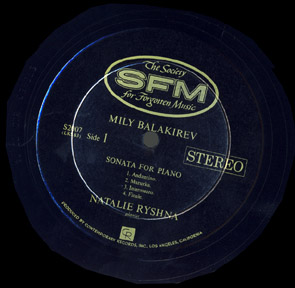 The Society
SFM
for Forgotten Music
MILY BALAKIREV
S2007
Side 1
STEREO
SONATA FOR PIANO
1. Andantino
2. Mazurka
3. Intermezzo
4. Finale
NATALIE RYSHNA
PRODUCED BY CONTEMPORARY RECORDS, INC., LOS ANGELES, CALIFORNIA